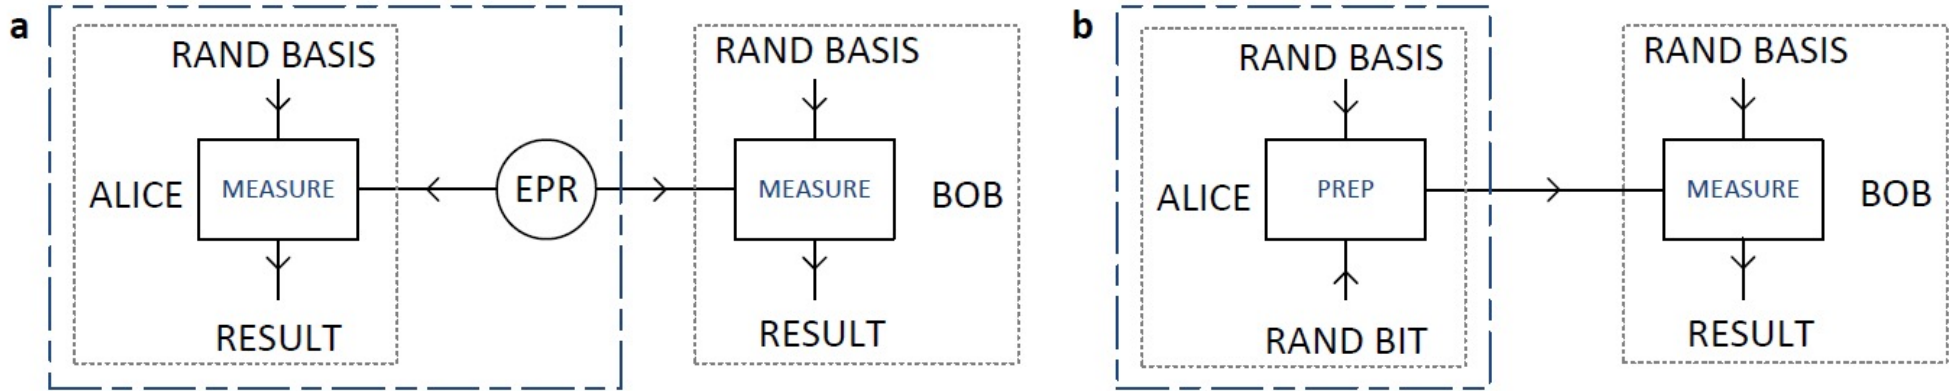 a
RAND BASIS
RAND BASIS
ALICE
MEASURE
EPR
MEASURE
BOB
RESULT
RESULT
b
RAND BASIS
RAND BASIS
ALICE
PREP
MEASURE
BOB
RAND BIT
RESULT